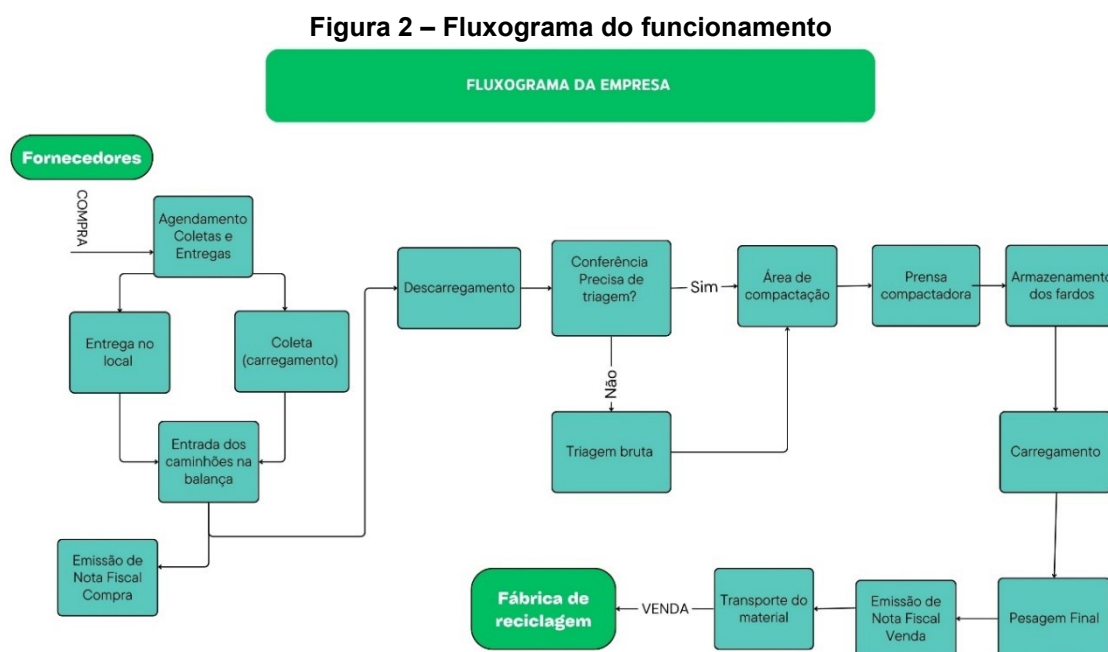 Figura 2 – Fluxograma do funcionamento
FLUXOGRAMA DA EMPRESA
Fornecedores
COMPRA
Agendamento
Coletas e
Entregas
Entrega no
local
Coleta
(carregamento)
Entrada dos
caminhões na
balança
Emissão de
Nota Fiscal
Compra
Descarregamento
Conferência
Precisa de
triagem?
Sim
Não
Triagem bruta
Área de
compactação
Prensa
compactadora
Armazenamento
dos fardos
Carregamento
Pesagem Final
Emissão de
Nota Fiscal
Venda
Transporte do
material
VENDA
Fábrica de
reciclagem